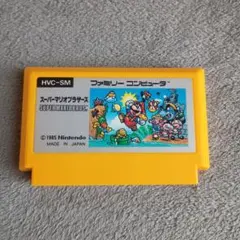 HVC-SM
ファミリー コンピュータ
スーパーマリオブラザーズ
SUPER MARIO BROS.
© 1985 Nintendo
MADE IN JAPAN